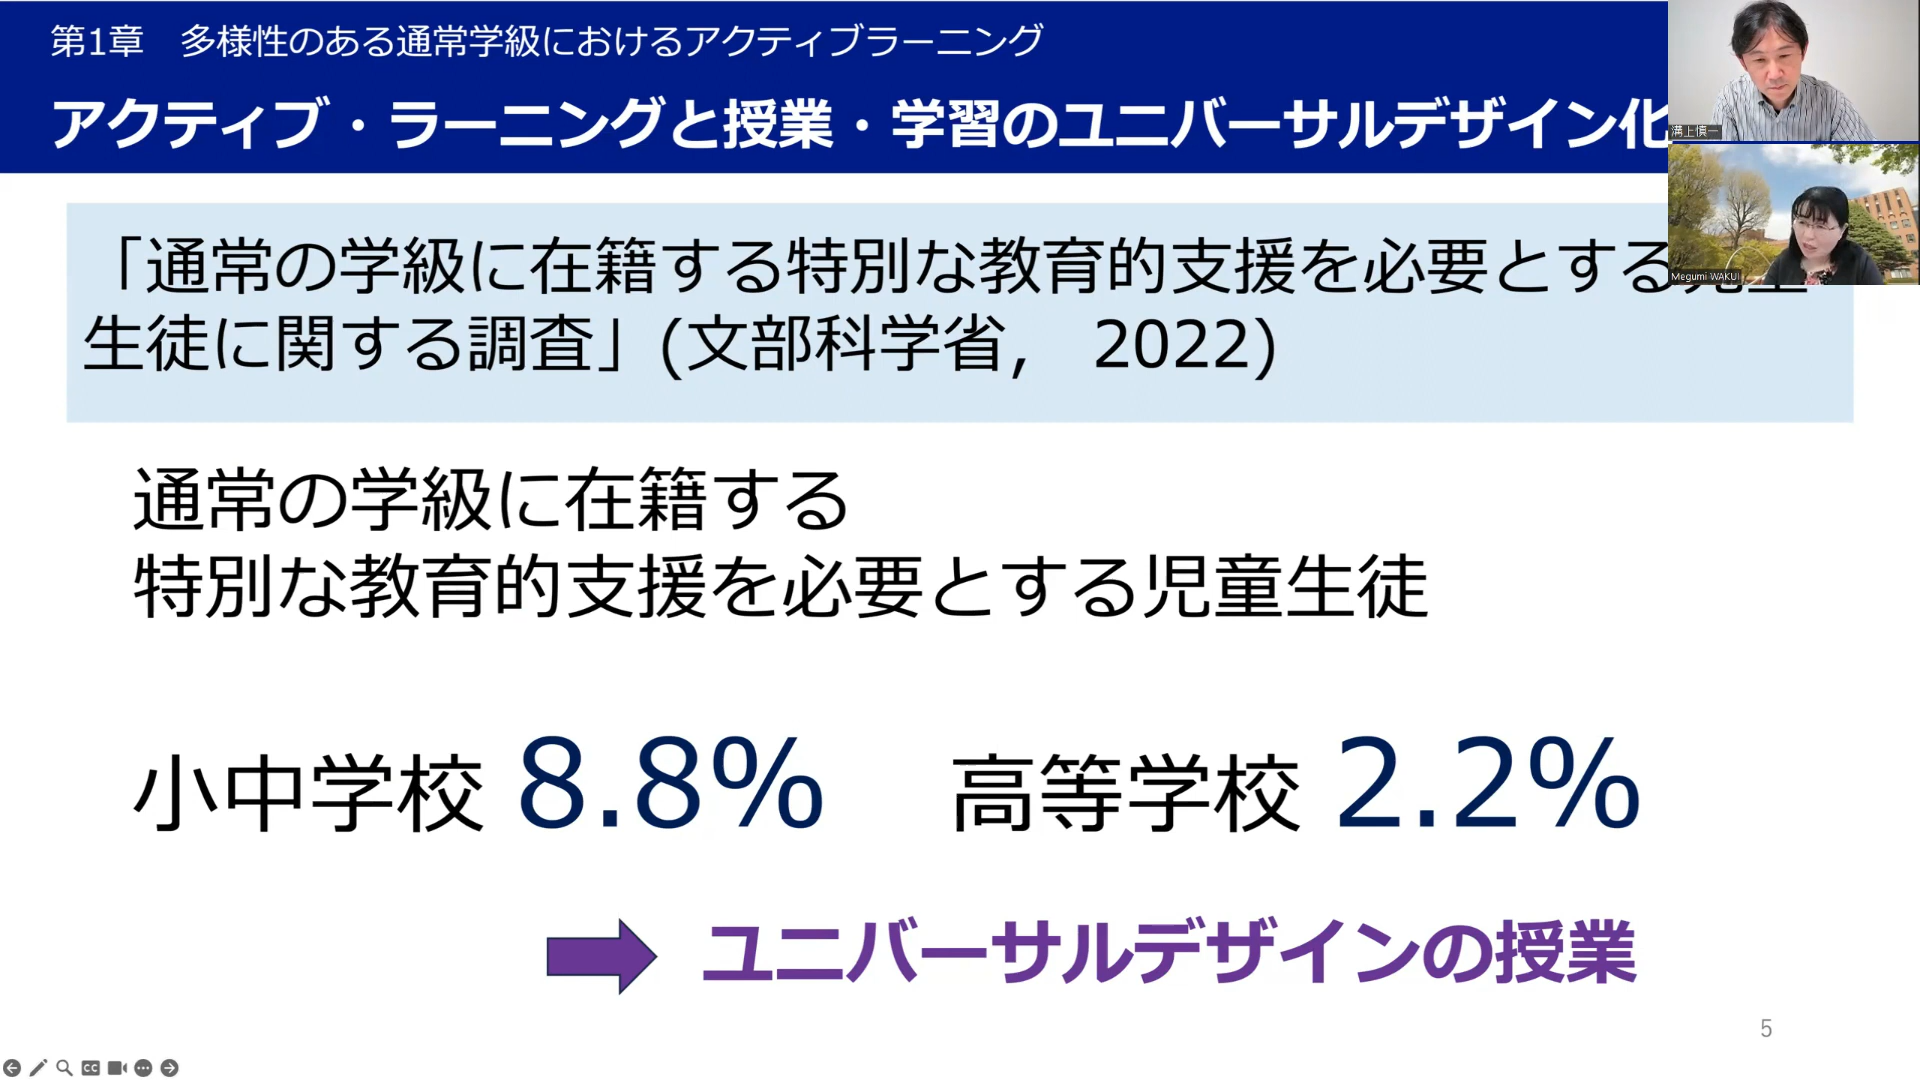 第1章　多様性のある通常学級におけるアクティブラーニング
アクティブ・ラーニングと授業・学習のユニバーサルデザイン化
溝上慎一
Megumi WAKUI
「通常の学級に在籍する特別な教育的支援を必要とする児童
生徒に関する調査」(文部科学省,　2022)
通常の学級に在籍する
特別な教育的支援を必要とする児童生徒
小中学校 8.8%　高等学校 2.2%
ユニバーサルデザインの授業
5
CC